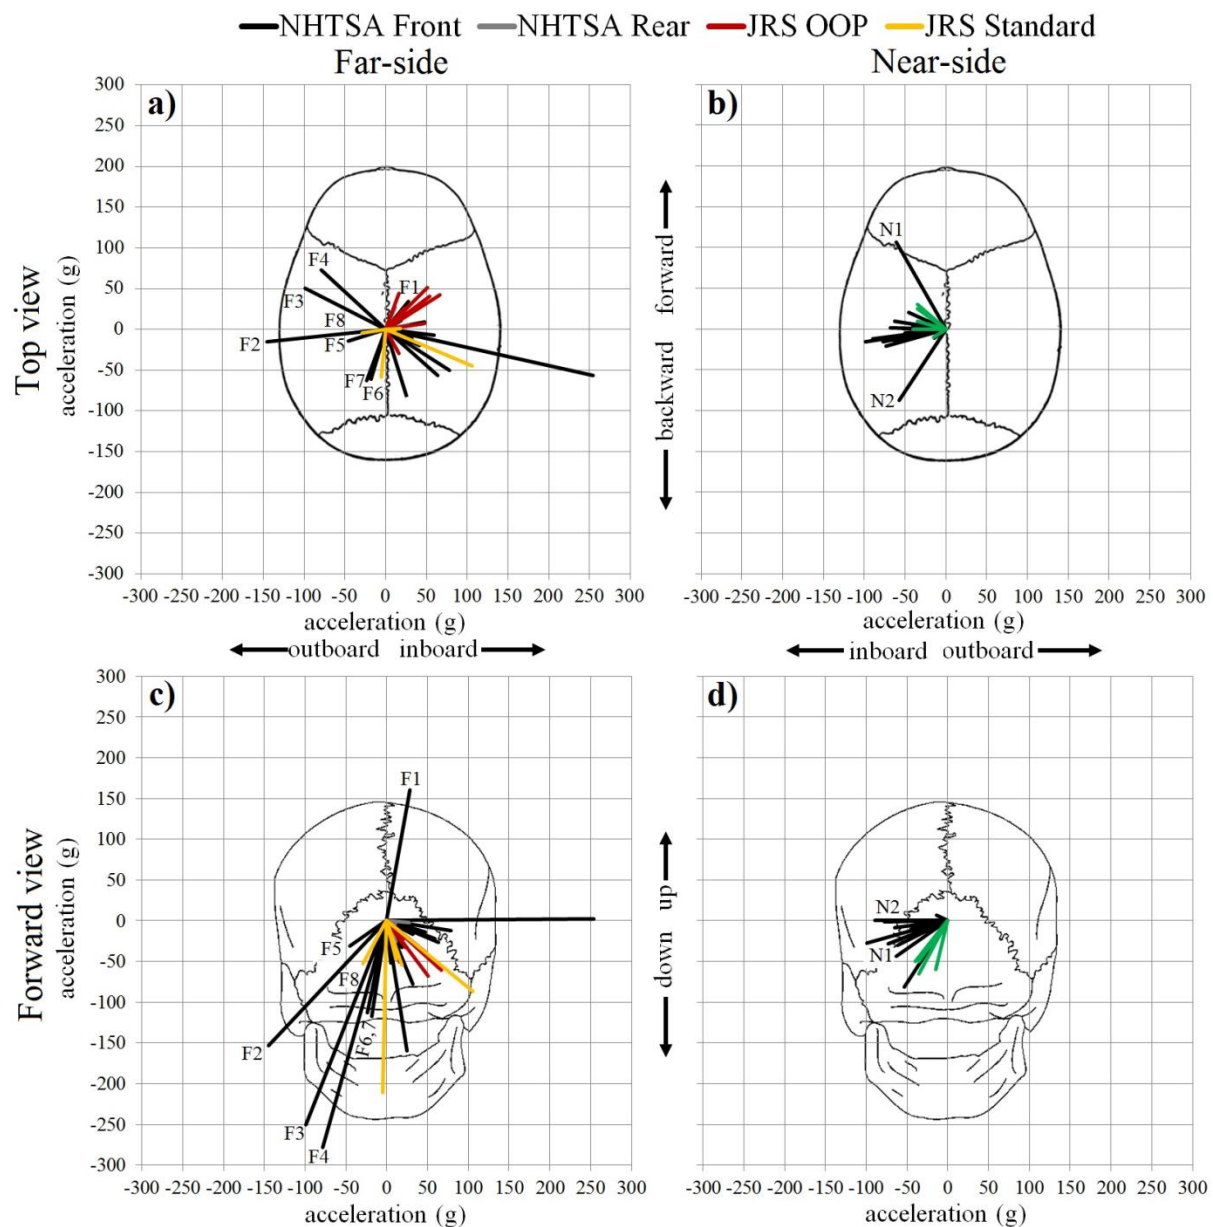 NHTSA Front NHTSA Rear JRS OOP JRS Standard
Far-side Near-side
a)
300
250
200
150
100
50
0
-50
-100
-150
-200
-250
-300
Top view
acceleration (g)
F4
F3
F1
F8
F2
F5
F7
F6
-300 -250 -200 -150 -100 -50 0 50 100 150 200 250 300
acceleration (g)
outboard inboard
backward forward
b)
N1
N2
-300 -250 -200 -150 -100 -50 0 50 100 150 200 250 300
acceleration (g)
inboard outboard
c)
300
250
200
150
100
50
0
-50
-100
-150
-200
-250
-300
Forward view
acceleration (g)
F1
F5
F8
F2
F6,7
F3
F4
-300 -250 -200 -150 -100 -50 0 50 100 150 200 250 300
acceleration (g)
down up
d)
N2
N1
-300 -250 -200 -150 -100 -50 0 50 100 150 200 250 300
acceleration (g)